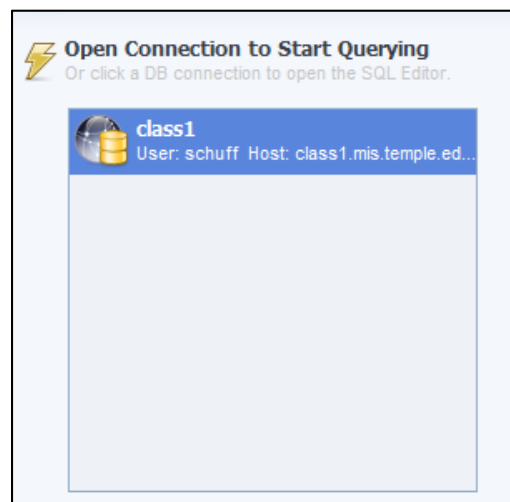 Open Connection to Start Querying
Or click a DB connection to open the SQL Editor.
class1
User: schuff Host: class1.mis.temple.ed...